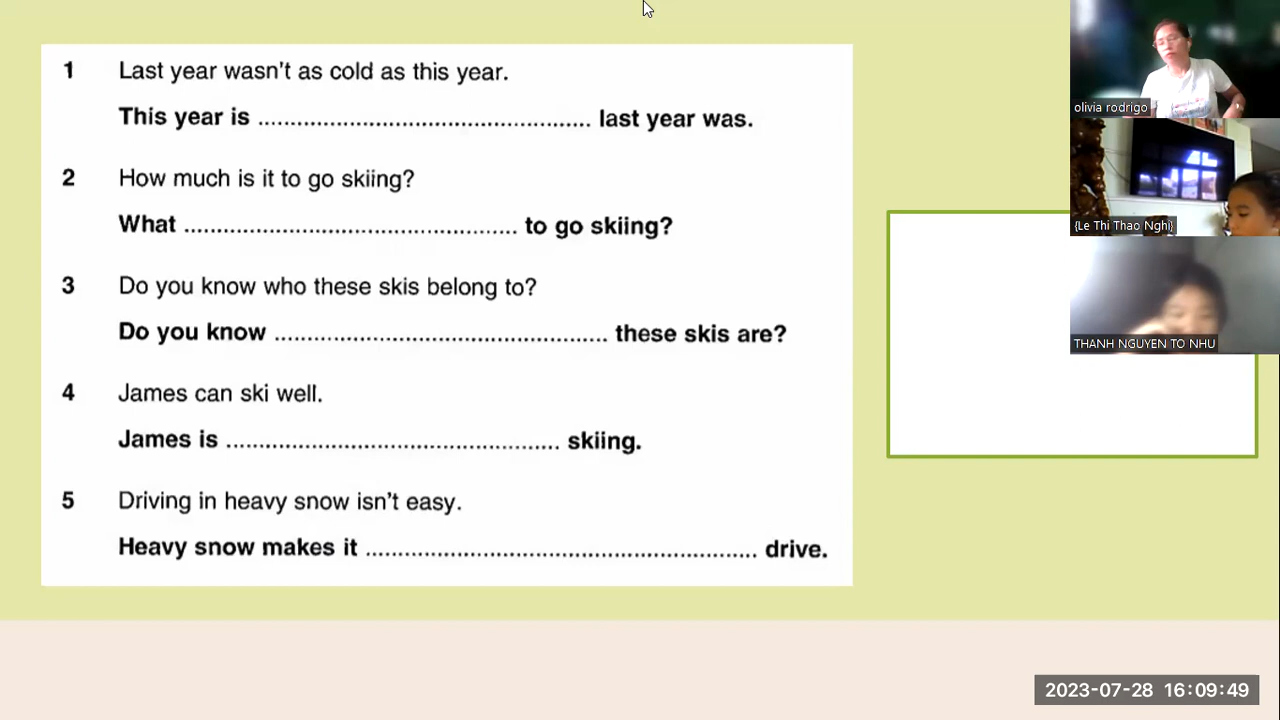 1 Last year wasn't as cold as this year.
This year is ................................................... last year was.
2 How much is it to go skiing?
What ................................................... to go skiing?
3 Do you know who these skis belong to?
Do you know ................................................... these skis are?
4 James can ski well.
James is ................................................... skiing.
5 Driving in heavy snow isn't easy.
Heavy snow makes it ............................................................ drive.
olivia rodrigo
{Le Thi Thao Nghi}
THANH NGUYEN TO NHU
2023-07-28 16:09:49